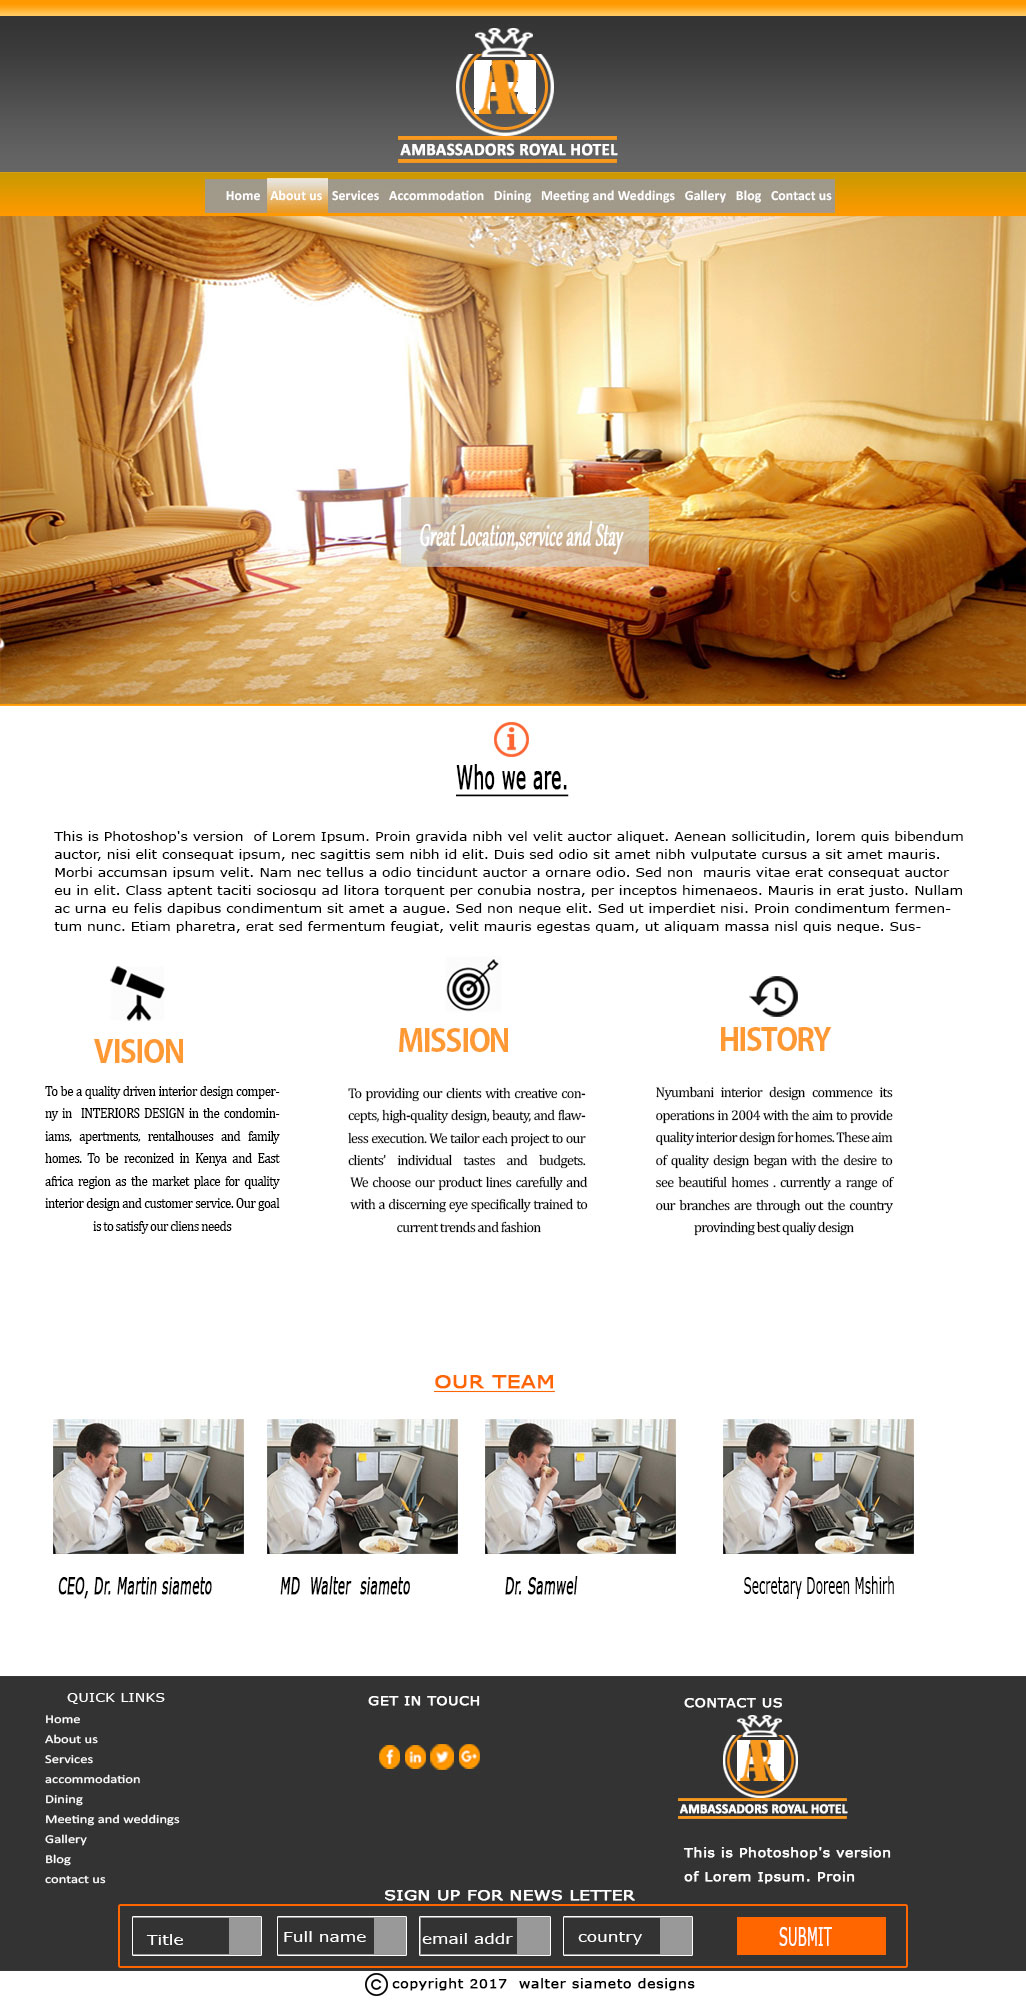 AR
AMBASSADORS ROYAL HOTEL
Home About us Services Accommodation Dining Meeting and Weddings Gallery Blog Contact us
Great Location,service and Stay
Who we are.
This is Photoshop's version of Lorem Ipsum. Proin gravida nibh vel velit auctor aliquet. Aenean sollicitudin, lorem quis bibendum
auctor, nisi elit consequat ipsum, nec sagittis sem nibh id elit. Duis sed odio sit amet nibh vulputate cursus a sit amet mauris.
Morbi accumsan ipsum velit. Nam nec tellus a odio tincidunt auctor a ornare odio. Sed non mauris vitae erat consequat auctor
eu in elit. Class aptent taciti sociosqu ad litora torquent per conubia nostra, per inceptos himenaeos. Mauris in erat justo. Nullam
ac urna eu felis dapibus condimentum sit amet a augue. Sed non neque elit. Sed ut imperdiet nisi. Proin condimentum fermen-
tum nunc. Etiam pharetra, erat sed fermentum feugiat, velit mauris egestas quam, ut aliquam massa nisl quis neque. Sus-
VISION
To be a quality driven interior design comper-
ny in INTERIORS DESIGN in the condomin-
iams, apertments, rentalhouses and family
homes. To be reconized in Kenya and East
africa region as the market place for quality
interior design and customer service. Our goal
is to satisfy our cliens needs
MISSION
To providing our clients with creative con-
cepts, high-quality design, beauty, and flaw-
less execution. We tailor each project to our
clients' individual tastes and budgets.
We choose our product lines carefully and
with a discerning eye specifically trained to
current trends and fashion
HISTORY
Nyumbani interior design commence its
operations in 2004 with the aim to provide
quality interior design for homes. These aim
of quality design began with the desire to
see beautiful homes . currently a range of
our branches are through out the country
provinding best qualiy design
OUR TEAM
CEO, Dr. Martin siameto
MD Walter siameto
Dr. Samwel
Secretary Doreen Mshirh
QUICK LINKS
Home
About us
Services
accommodation
Dining
Meeting and weddings
Gallery
Blog
contact us
GET IN TOUCH
f in G+
CONTACT US
AR
AMBASSADORS ROYAL HOTEL
This is Photoshop's version
of Lorem Ipsum. Proin
SIGN UP FOR NEWS LETTER
Title
Full name
email addr
country
SUBMIT
© copyright 2017 walter siameto designs